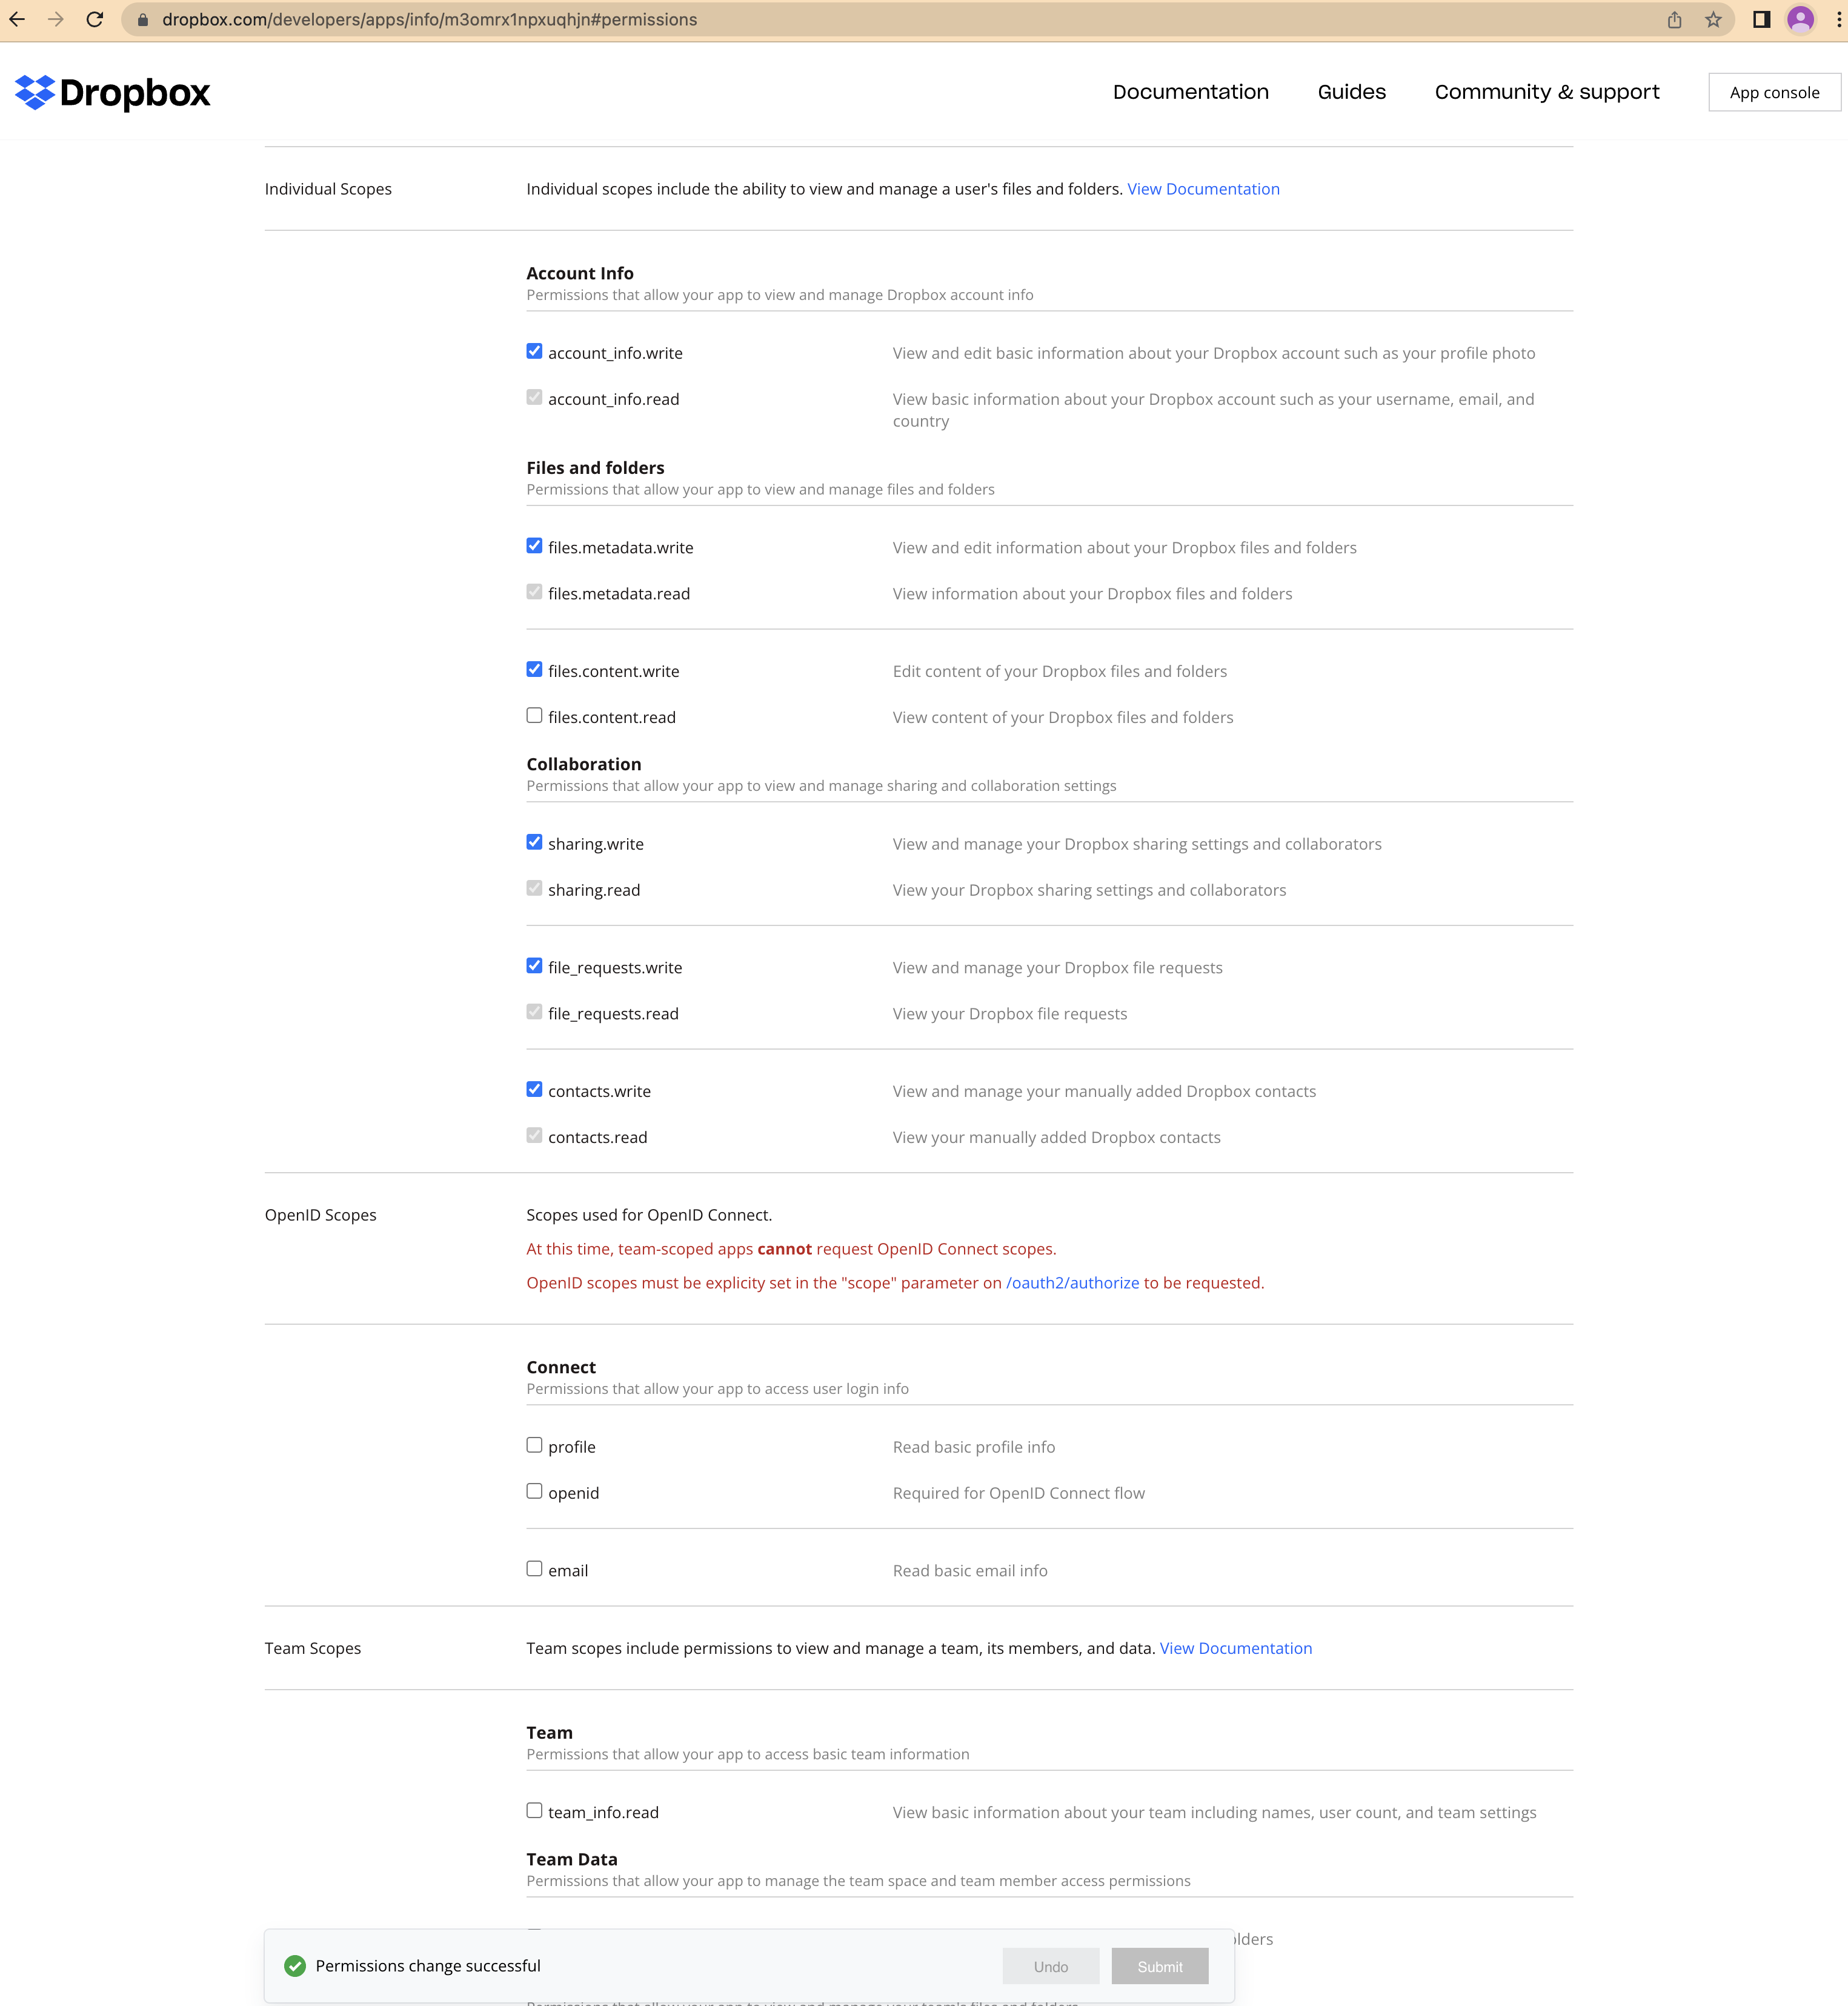 dropbox.com/developers/apps/info/m3omrx1npxuqhjn#permissions
Dropbox
Documentation
Guides
Community & support
App console
Individual Scopes
Individual scopes include the ability to view and manage a user's files and folders. View Documentation
Account Info
Permissions that allow your app to view and manage Dropbox account info
account_info.write
View and edit basic information about your Dropbox account such as your profile photo
account_info.read
View basic information about your Dropbox account such as your username, email, and
country
Files and folders
Permissions that allow your app to view and manage files and folders
files.metadata.write
View and edit information about your Dropbox files and folders
files.metadata.read
View information about your Dropbox files and folders
files.content.write
Edit content of your Dropbox files and folders
files.content.read
View content of your Dropbox files and folders
Collaboration
Permissions that allow your app to view and manage sharing and collaboration settings
sharing.write
View and manage your Dropbox sharing settings and collaborators
sharing.read
View your Dropbox sharing settings and collaborators
file_requests.write
View and manage your Dropbox file requests
file_requests.read
View your Dropbox file requests
contacts.write
View and manage your manually added Dropbox contacts
contacts.read
View your manually added Dropbox contacts
OpenID Scopes
Scopes used for OpenID Connect.
At this time, team-scoped apps cannot request OpenID Connect scopes.
OpenID scopes must be explicity set in the "scope" parameter on /oauth2/authorize to be requested.
Connect
Permissions that allow your app to access user login info
profile
Read basic profile info
openid
Required for OpenID Connect flow
email
Read basic email info
Team Scopes
Team scopes include permissions to view and manage a team, its members, and data. View Documentation
Team
Permissions that allow your app to access basic team information
team_info.read
View basic information about your team including names, user count, and team settings
Team Data
Permissions that allow your app to manage the team space and team member access permissions
lders
Permissions change successful
Undo
Submit
Permissions that allow your app to view and manage your team's files and folders